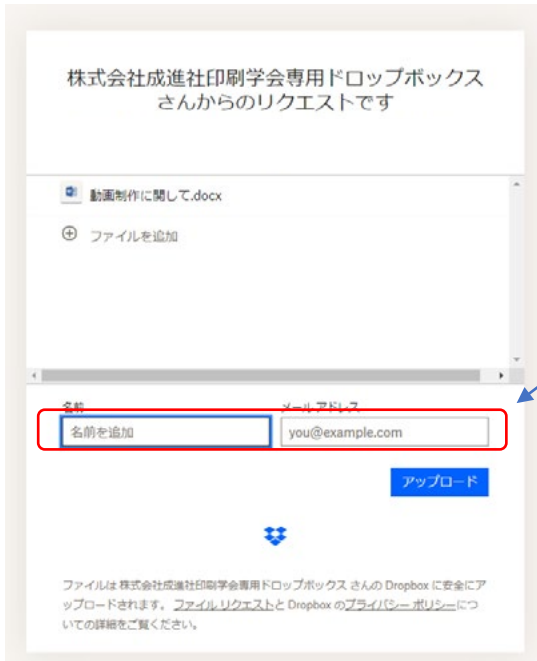 株式会社成進社印刷学会専用ドロップボックス
さんからのリクエストです
動画制作に関して.docx
ファイルを追加
名前
メール アドレス
名前を追加
you@example.com
アップロード
ファイルは 株式会社成進社印刷学会専用ドロップボックス さんの Dropbox に安全にア
ップロードされます。 ファイル リクエストと Dropbox のプライバシー ポリシーにつ
いての詳細をご覧ください。